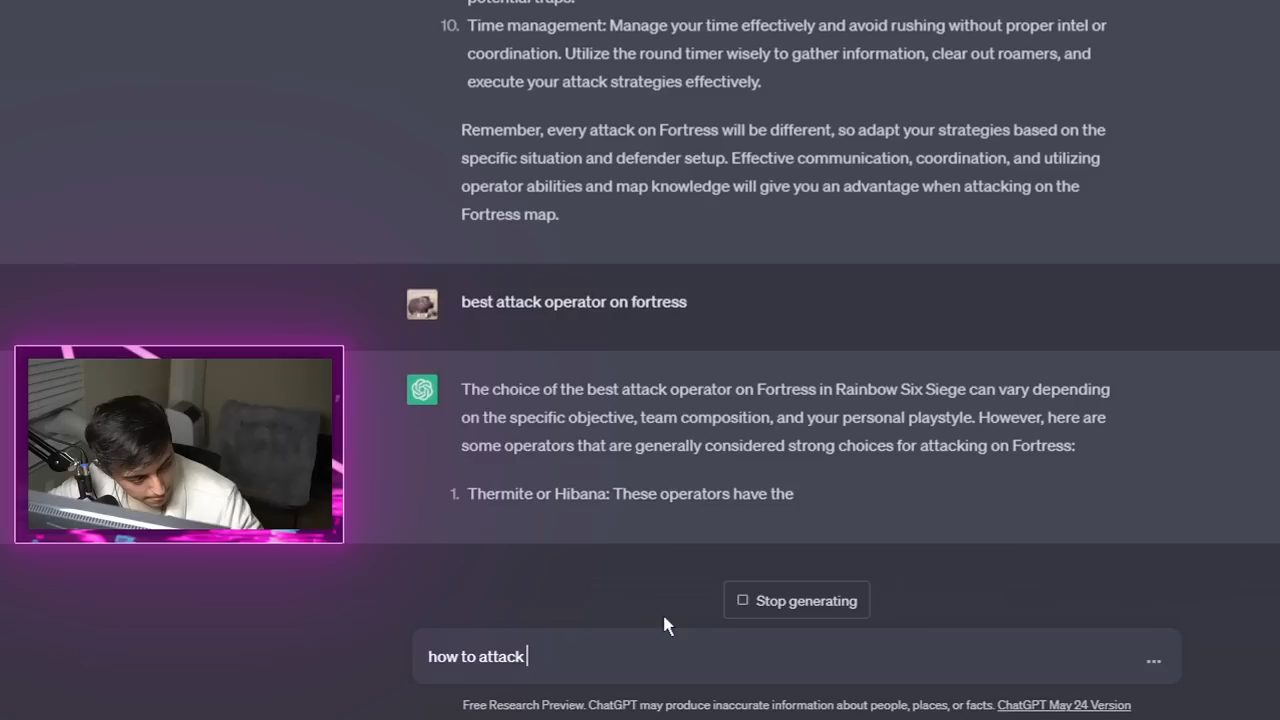 10. Time management: Manage your time effectively and avoid rushing without proper intel or
coordination. Utilize the round timer wisely to gather information, clear out roamers, and
execute your attack strategies effectively.
Remember, every attack on Fortress will be different, so adapt your strategies based on the
specific situation and defender setup. Effective communication, coordination, and utilizing
operator abilities and map knowledge will give you an advantage when attacking on the
Fortress map.
best attack operator on fortress
The choice of the best attack operator on Fortress in Rainbow Six Siege can vary depending
on the specific objective, team composition, and your personal playstyle. However, here are
some operators that are generally considered strong choices for attacking on Fortress:
1. Thermite or Hibana: These operators have the
Stop generating
how to attack
...
Free Research Preview. ChatGPT may produce inaccurate information about people, places, or facts. ChatGPT May 24 Version